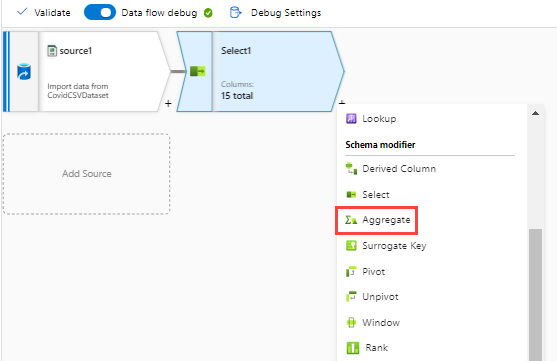 Validate
Data flow debug
Debug Settings
source1
Import data from
CovidCSVDataset
+
Select1
Columns:
15 total
+
Add Source
Lookup
Schema modifier
Derived Column
Select
Aggregate
Surrogate Key
Pivot
Unpivot
Window
Rank